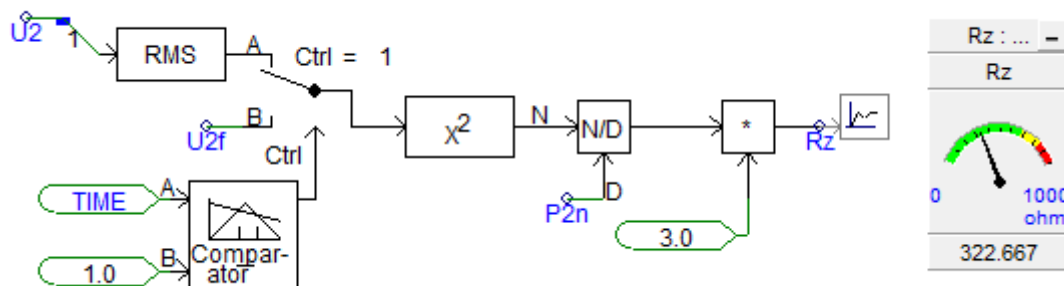 U2
1
RMS
A
Ctrl = 1
B
U2f
Ctrl
X2
N
N/D
D
P2n
*
3.0
Rz
TIME
A
1.0
B
Compar-
ator
Rz : ... –
Rz
0
1000
ohm
322.667